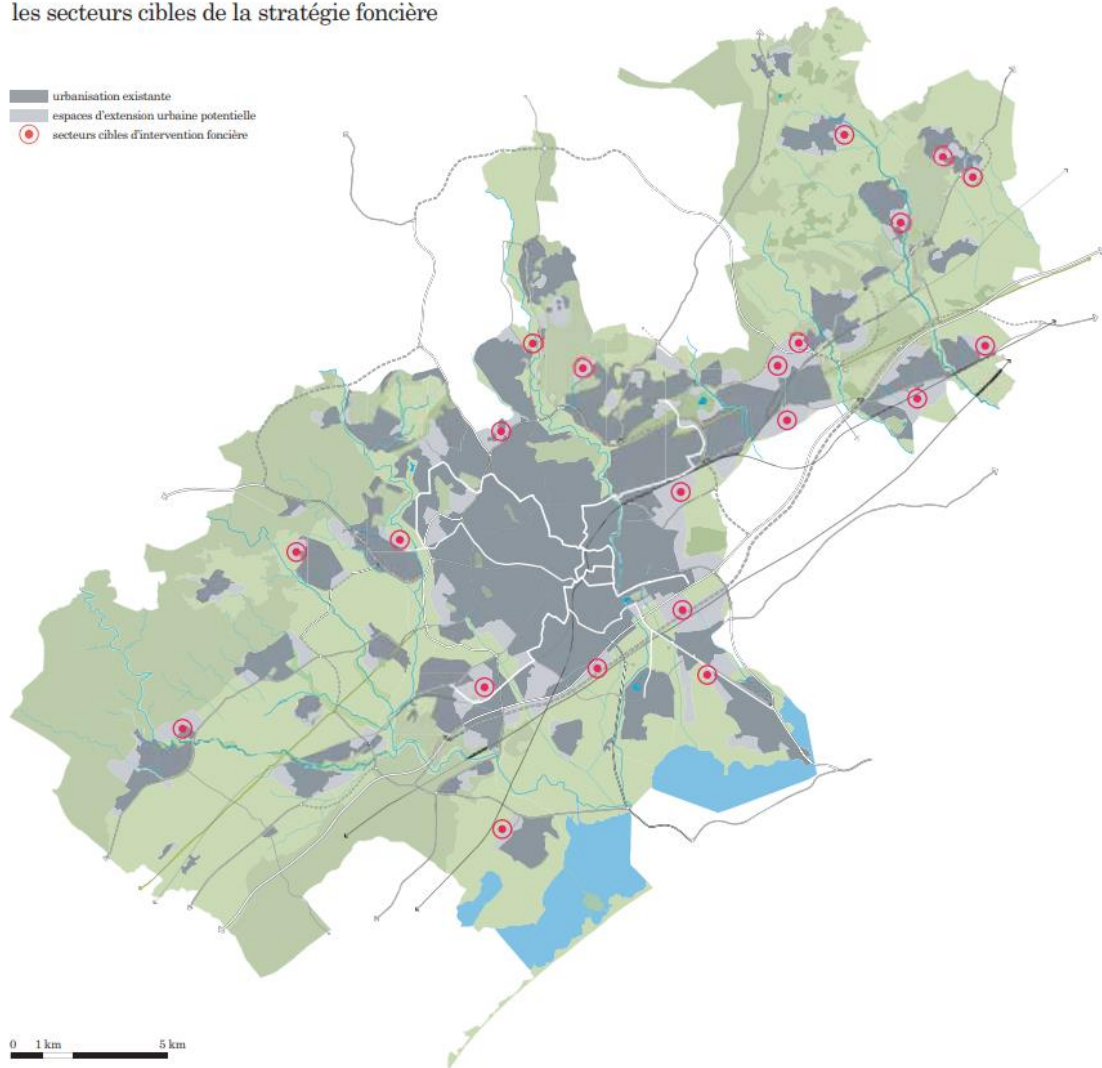 les secteurs cibles de la stratégie foncière
urbanisation existante
espaces d'extension urbaine potentielle
secteurs cibles d'intervention foncière
0 1 km 5 km